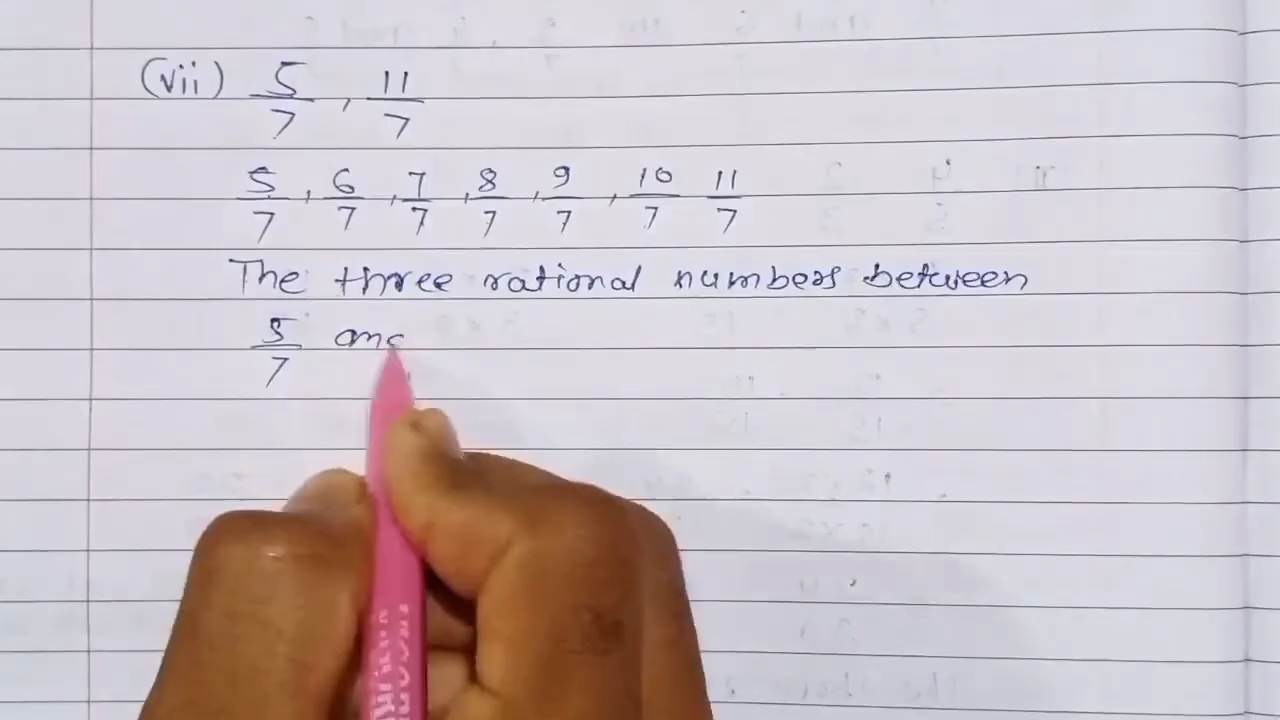 (vii) 5/7 , 11/7
5/7 , 6/7 , 7/7 , 8/7 , 9/7 , 10/7 11/7
The three rational numbers between
5/7 and